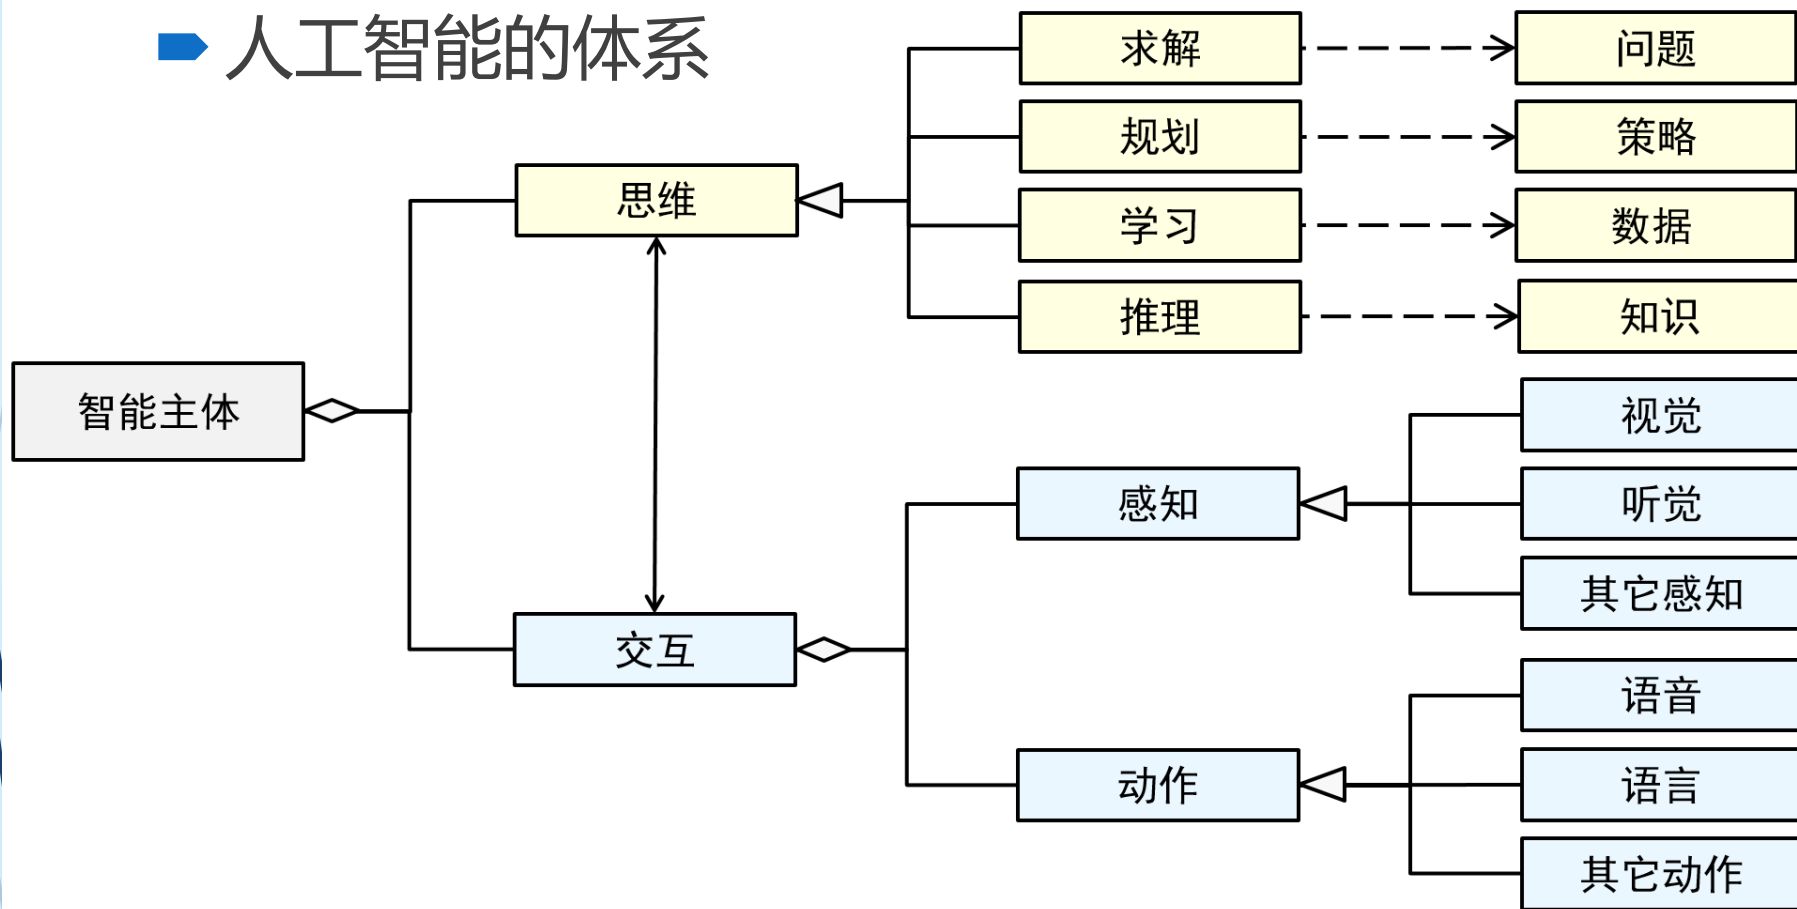 人工智能的体系
求解
问题
规划
策略
思维
学习
数据
推理
知识
智能主体
视觉
感知
听觉
其它感知
交互
语音
动作
语言
其它动作